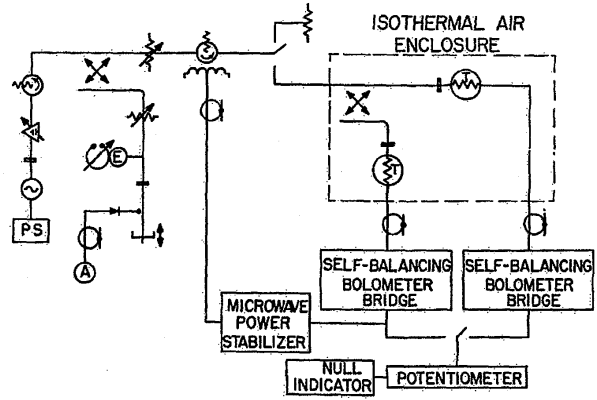 ISOTHERMAL AIR
ENCLOSURE
T
E
T
PS
A
SELF-BALANCING
BOLOMETER
BRIDGE
SELF-BALANCING
BOLOMETER
BRIDGE
MICROWAVE
POWER
STABILIZER
NULL
INDICATOR
POTENTIOMETER